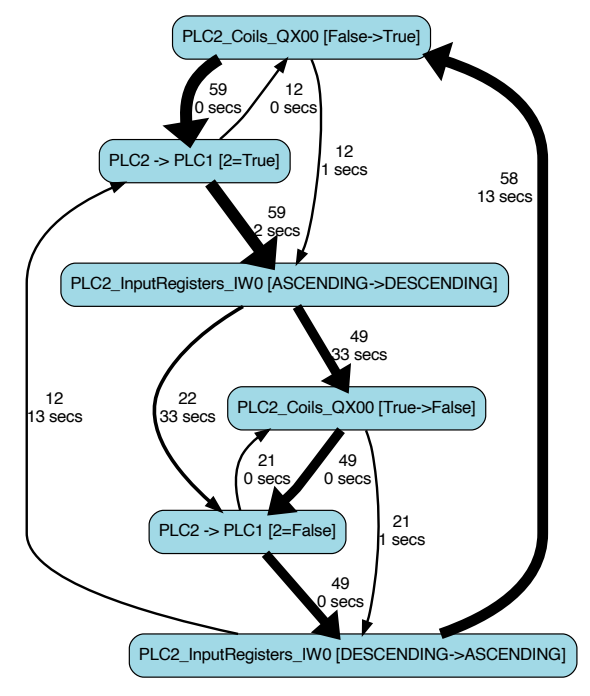 PLC2_Coils_QX00 [False->True]
59
0 secs
12
0 secs
PLC2 -> PLC1 [2=True]
12
1 secs
58
13 secs
59
2 secs
PLC2_InputRegisters_IW0 [ASCENDING->DESCENDING]
49
33 secs
12
13 secs
22
33 secs
PLC2_Coils_QX00 [True->False]
21
0 secs
49
0 secs
PLC2 -> PLC1 [2=False]
21
1 secs
49
0 secs
PLC2_InputRegisters_IW0 [DESCENDING->ASCENDING]